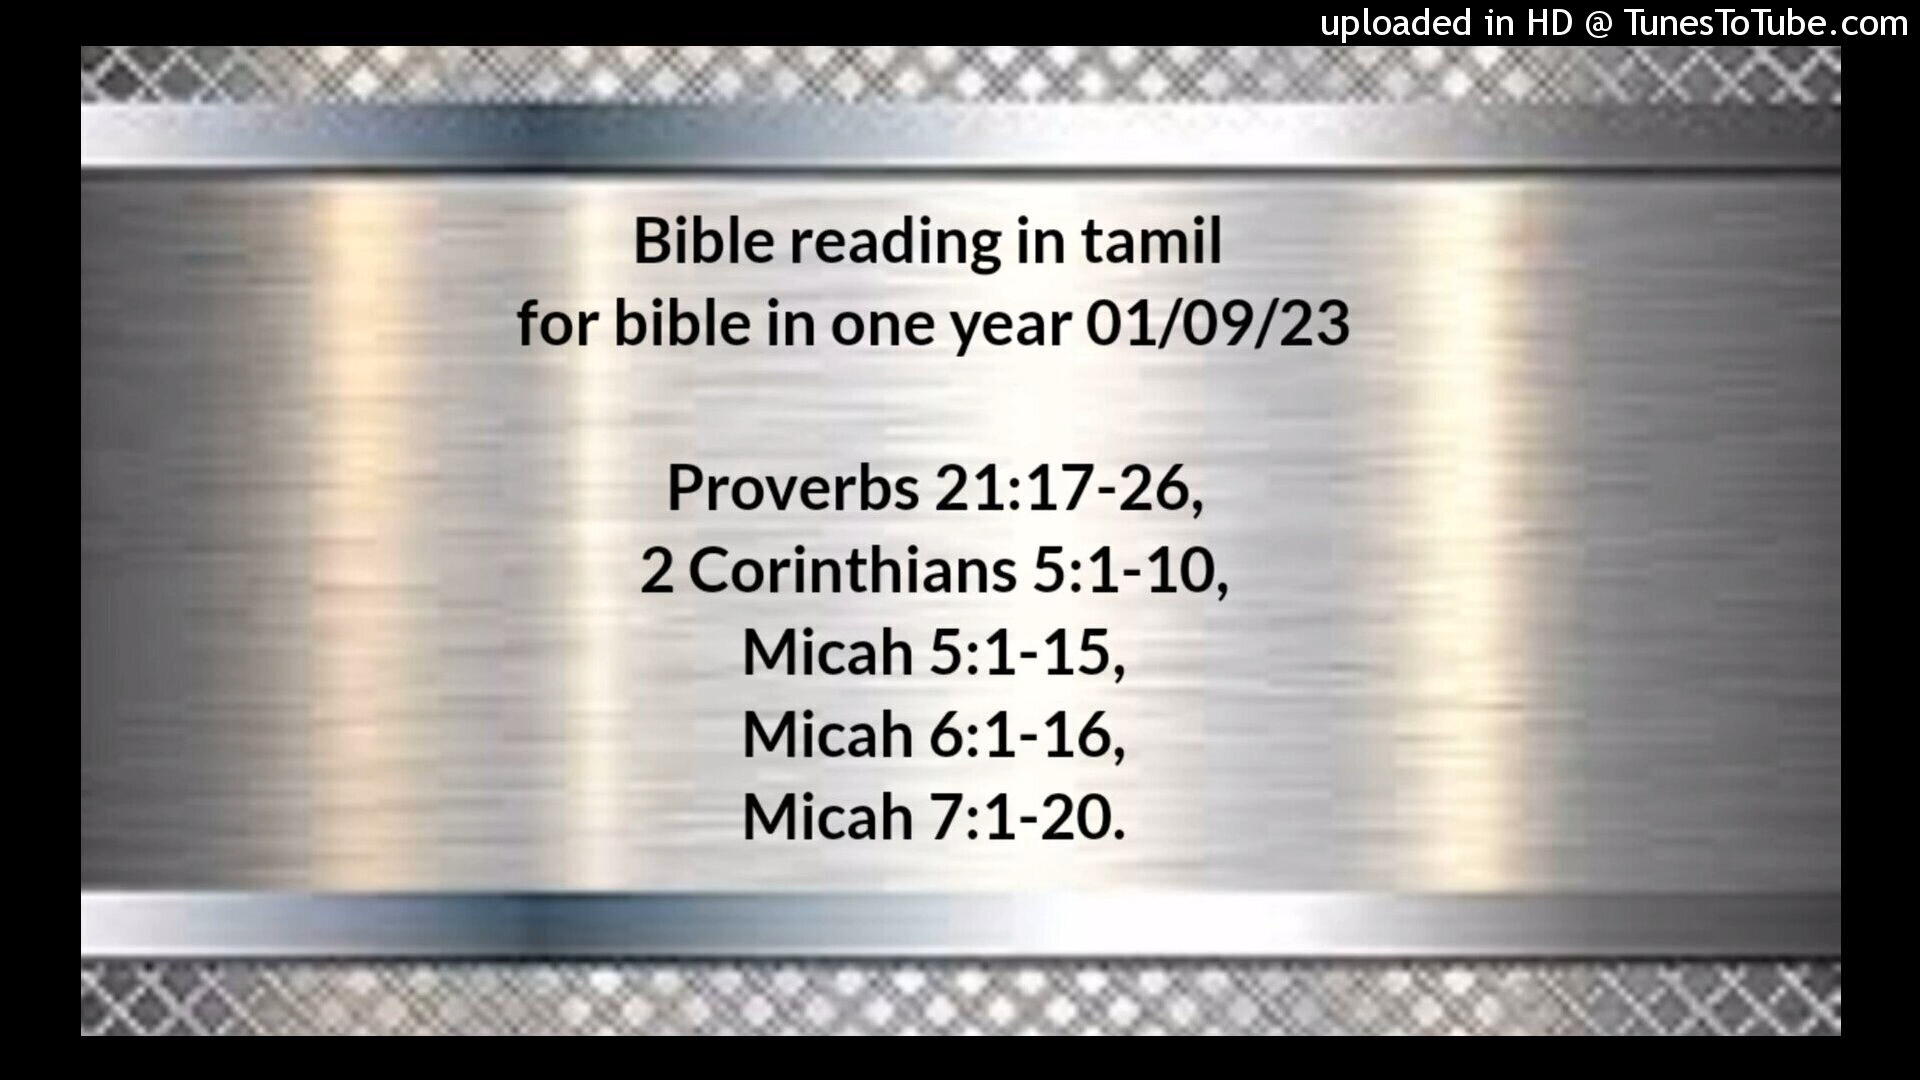 uploaded in HD @ TunesToTube.com
Bible reading in tamil
for bible in one year 01/09/23
Proverbs 21:17-26,
2 Corinthians 5:1-10,
Micah 5:1-15,
Micah 6:1-16,
Micah 7:1-20.